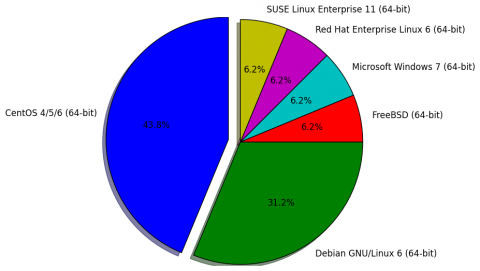 SUSE Linux Enterprise 11 (64-bit)
Red Hat Enterprise Linux 6 (64-bit)
6.2%
6.2%
Microsoft Windows 7 (64-bit)
6.2%
CentOS 4/5/6 (64-bit)
43.8%
FreeBSD (64-bit)
6.2%
31.2%
Debian GNU/Linux 6 (64-bit)